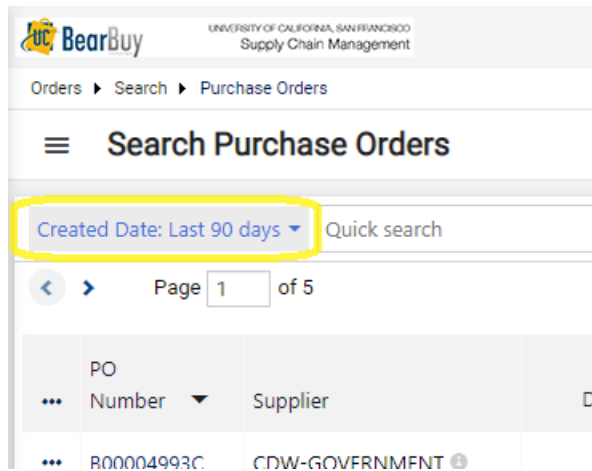 UC BearBuy
UNIVERSITY OF CALIFORNIA, SAN FRANCISCO
Supply Chain Management
Orders ▶ Search ▶ Purchase Orders
Search Purchase Orders
Created Date: Last 90 days Quick search
Page 1 of 5
PO
Number Supplier D
B00004993C CDW-GOVERNMENT